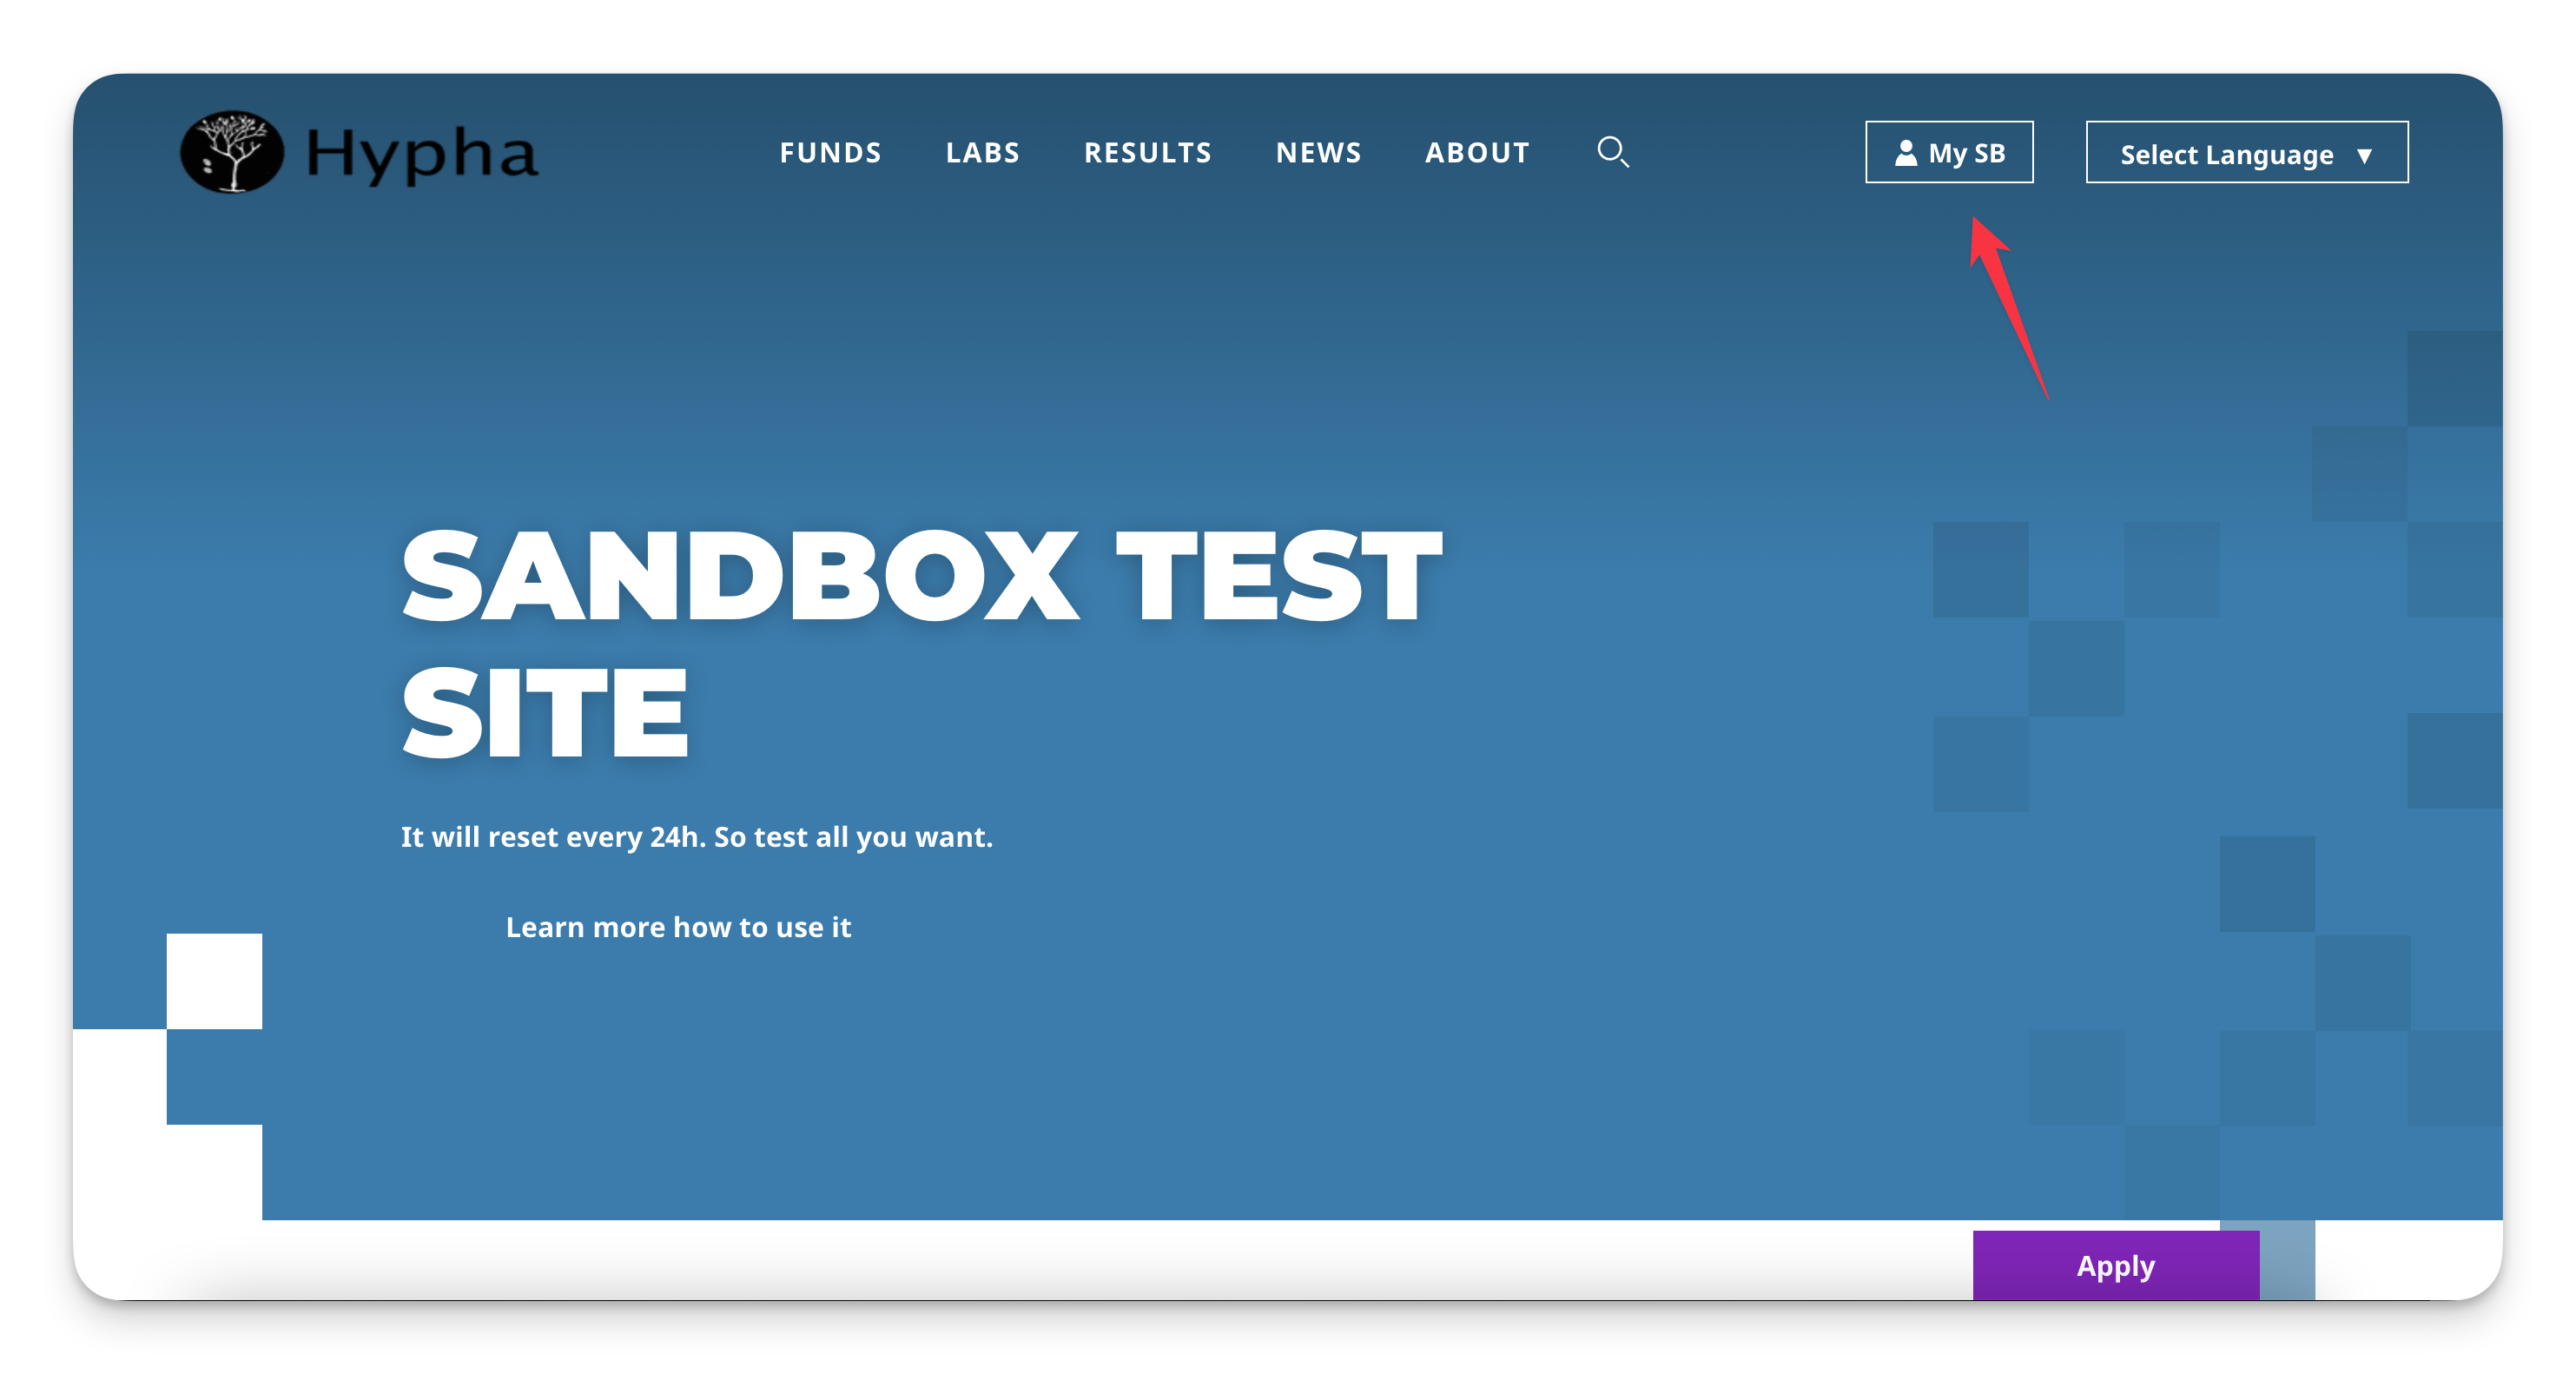 Hypha
FUNDS LABS RESULTS NEWS ABOUT
My SB
Select Language ▼
SANDBOX TEST
SITE
It will reset every 24h. So test all you want.
Learn more how to use it
Apply